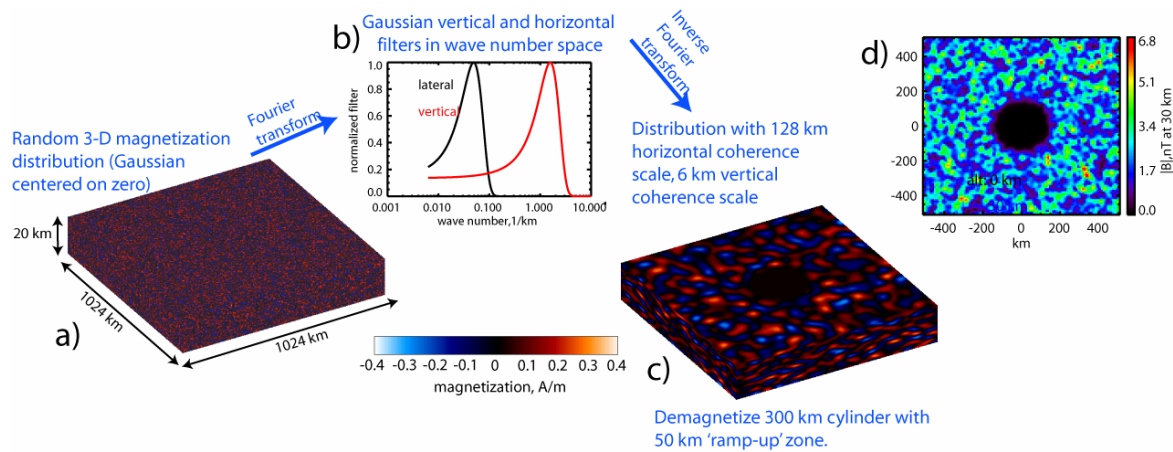 a)
Random 3-D magnetization
distribution (Gaussian
centered on zero)
20 km
1024 km
1024 km
Fourier
transform
b)
Gaussian vertical and horizontal
filters in wave number space
normalized filter
1.0
0.8
0.6
0.4
0.2
0.0
lateral
vertical
0.001
0.010
0.100
1.000
10.000
wave number,1/km
Inverse
Fourier
transform
Distribution with 128 km
horizontal coherence
scale, 6 km vertical
coherence scale
c)
Demagnetize 300 km cylinder with
50 km ‘ramp-up’ zone.
-0.4
-0.3
-0.2
-0.1
0
0.1
0.2
0.3
0.4
magnetization, A/m
d)
400
200
0
-200
-400
-400
-200
0
200
400
km
6.8
5.1
3.4
1.7
0.0
|B|,nT at 30 km